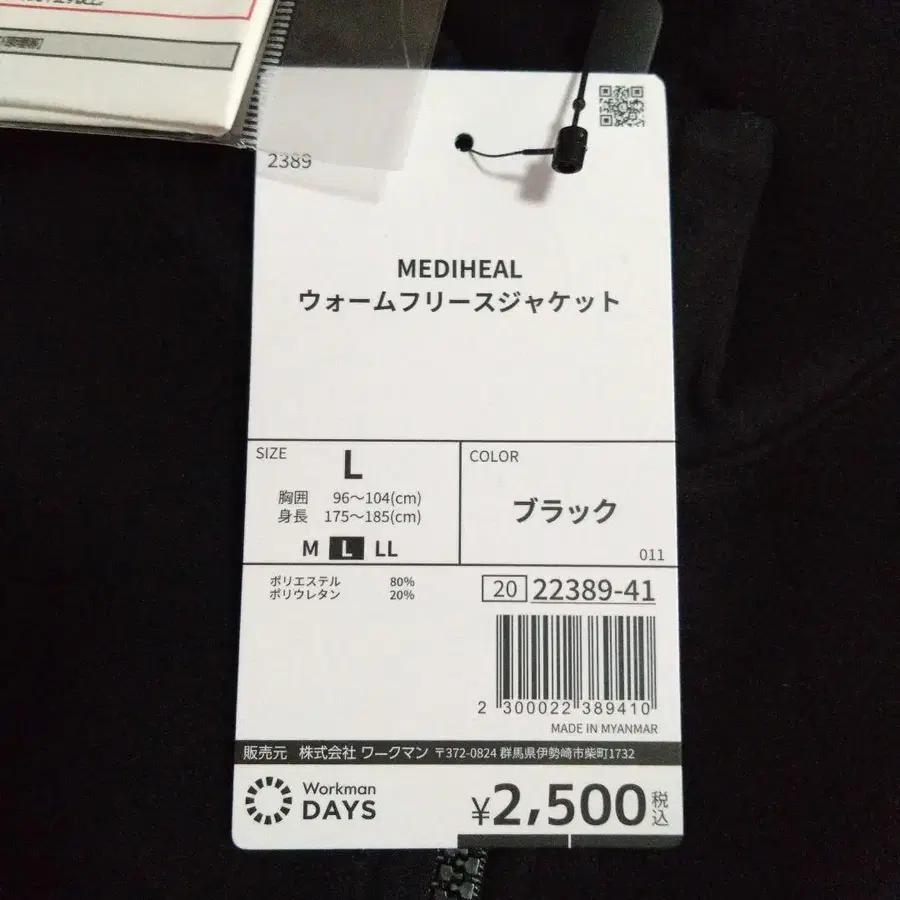 2389
MEDIHEAL
ウォームフリースジャケット
SIZE
L
胸囲 96〜104(cm)
身長 175〜185(cm)
M L LL
COLOR
ブラック
011
ポリエステル 80%
ポリウレタン 20%
20 22389-41
2 300022 389410
MADE IN MYANMAR
販売元 株式会社 ワークマン 〒372-0824 群馬県伊勢崎市柴町1732
Workman
DAYS
¥2,500 税込